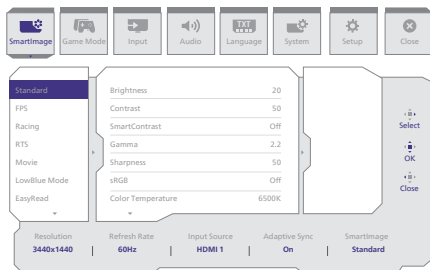 SmartImage
Game Mode
Input
Audio
TXT
Language
System
Setup
Close
Standard
FPS
Racing
RTS
Movie
LowBlue Mode
EasyRead
Brightness 20
Contrast 50
SmartContrast Off
Gamma 2.2
Sharpness 50
sRGB Off
Color Temperature 6500K
Select
OK
Close
Resolution Refresh Rate Input Source Adaptive Sync SmartImage
3440x1440 | 60Hz | HDMI 1 | On | Standard